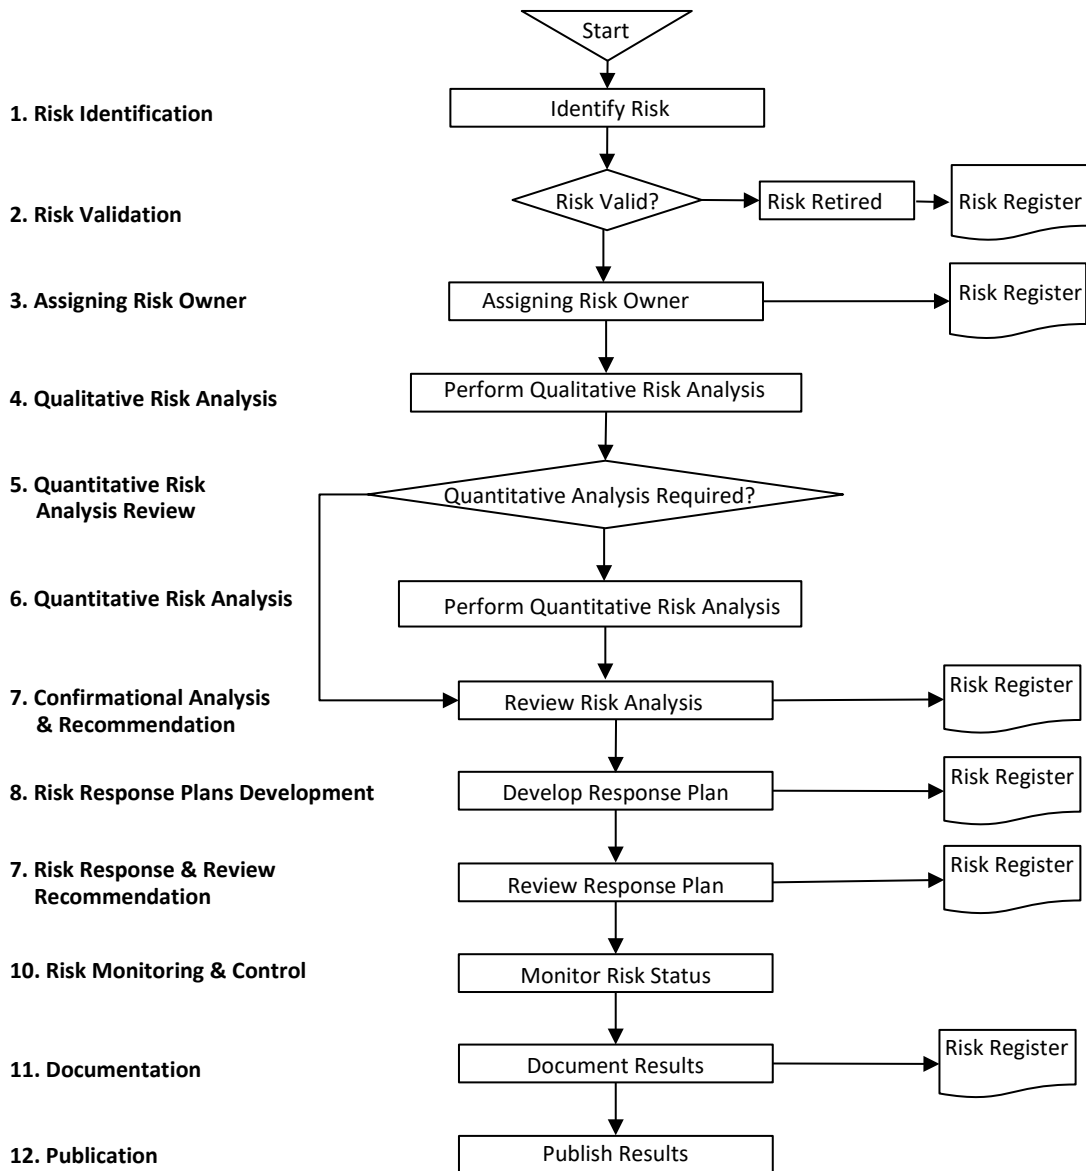 Start
1. Risk Identification
Identify Risk
2. Risk Validation
Risk Valid?
Risk Retired
Risk Register
3. Assigning Risk Owner
Assigning Risk Owner
Risk Register
4. Qualitative Risk Analysis
Perform Qualitative Risk Analysis
5. Quantitative Risk
Analysis Review
Quantitative Analysis Required?
6. Quantitative Risk Analysis
Perform Quantitative Risk Analysis
7. Confirmational Analysis
& Recommendation
Review Risk Analysis
Risk Register
8. Risk Response Plans Development
Develop Response Plan
Risk Register
7. Risk Response & Review
Recommendation
Review Response Plan
Risk Register
10. Risk Monitoring & Control
Monitor Risk Status
11. Documentation
Document Results
Risk Register
12. Publication
Publish Results